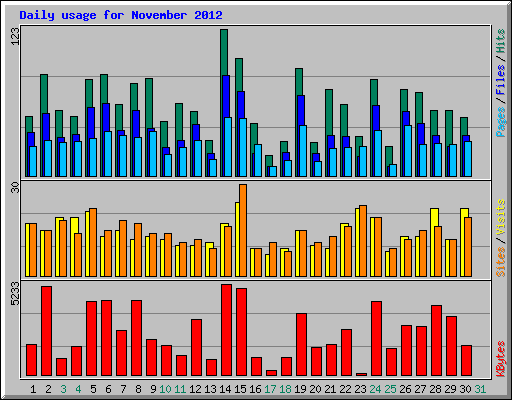 Daily usage for November 2012
123
Pages / Files / Hits
30
Sites / Visits
5233
KBytes
1 2 3 4 5 6 7 8 9 10 11 12 13 14 15 16 17 18 19 20 21 22 23 24 25 26 27 28 29 30 31